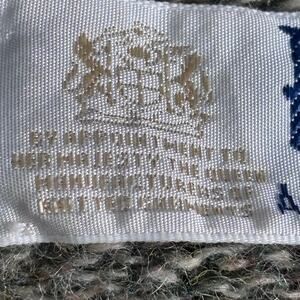 BY APPOINTMENT TO
HER MAJESTY THE QUEEN
MANUFACTURERS OF
KNITTED GARMENTS